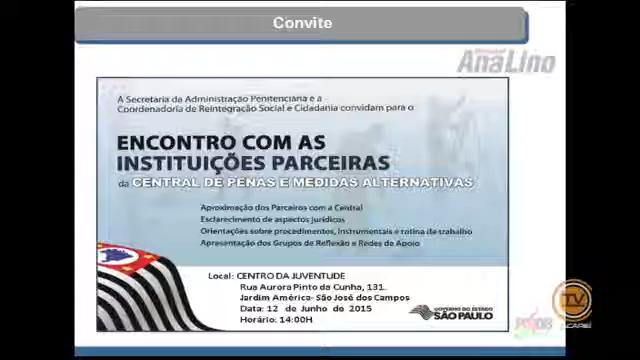 Convite
AnaLino
A Secretaria da Administração Penitenciária e a
Coordenadoria de Reintegração Social e Cidadania convidam para o
ENCONTRO COM AS
INSTITUIÇÕES PARCEIRAS
da CENTRAL DE PENAS E MEDIDAS ALTERNATIVAS
Aproximação dos Parceiros com a Central
Esclarecimento de aspectos jurídicos
Orientações sobre procedimentos, instrumentais e rotina de trabalho
Apresentação dos Grupos de Reflexão e Redes de Apoio
Local: CENTRO DA JUVENTUDE
Rua Aurora Pinto da Cunha, 131.
Jardim América- São José dos Campos
Data: 12 de Junho de 2015
Horário: 14:00H
GOVERNO DO ESTADO
SÃO PAULO
TV